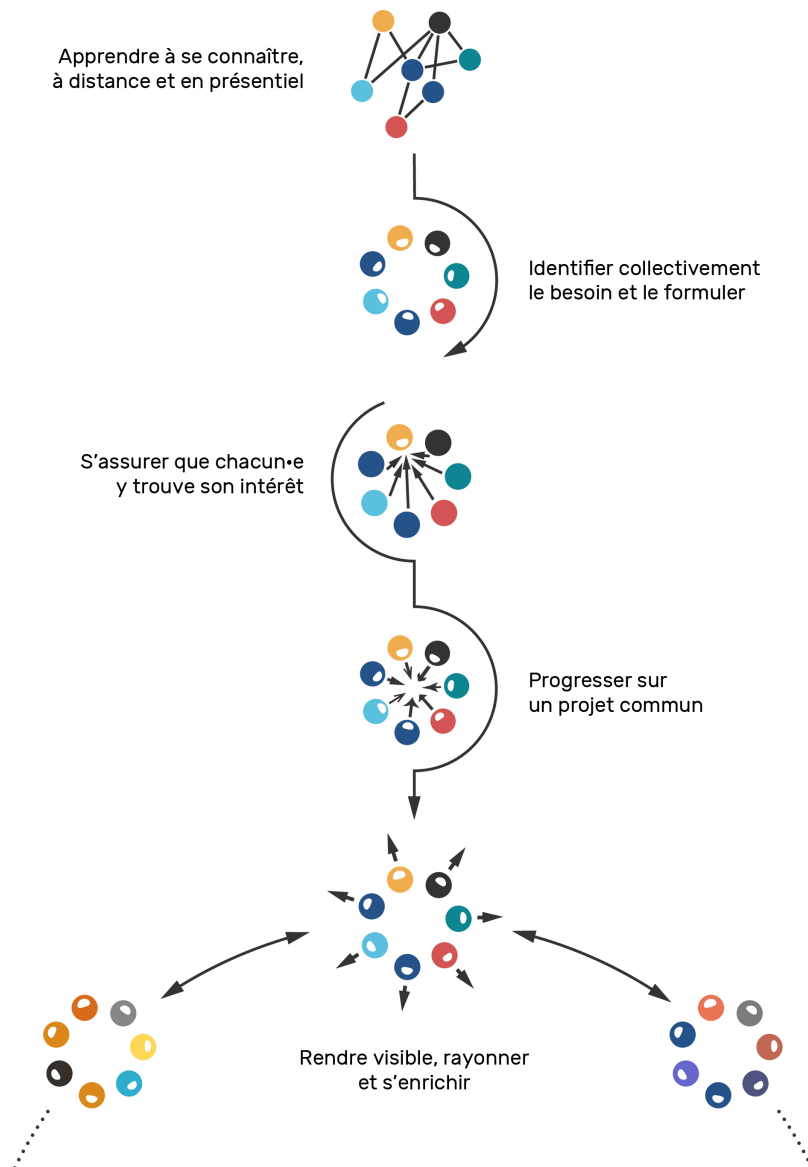 Apprendre à se connaître,
à distance et en présentiel
Identifier collectivement
le besoin et le formuler
S'assurer que chacun•e
y trouve son intérêt
Progresser sur
un projet commun
Rendre visible, rayonner
et s'enrichir